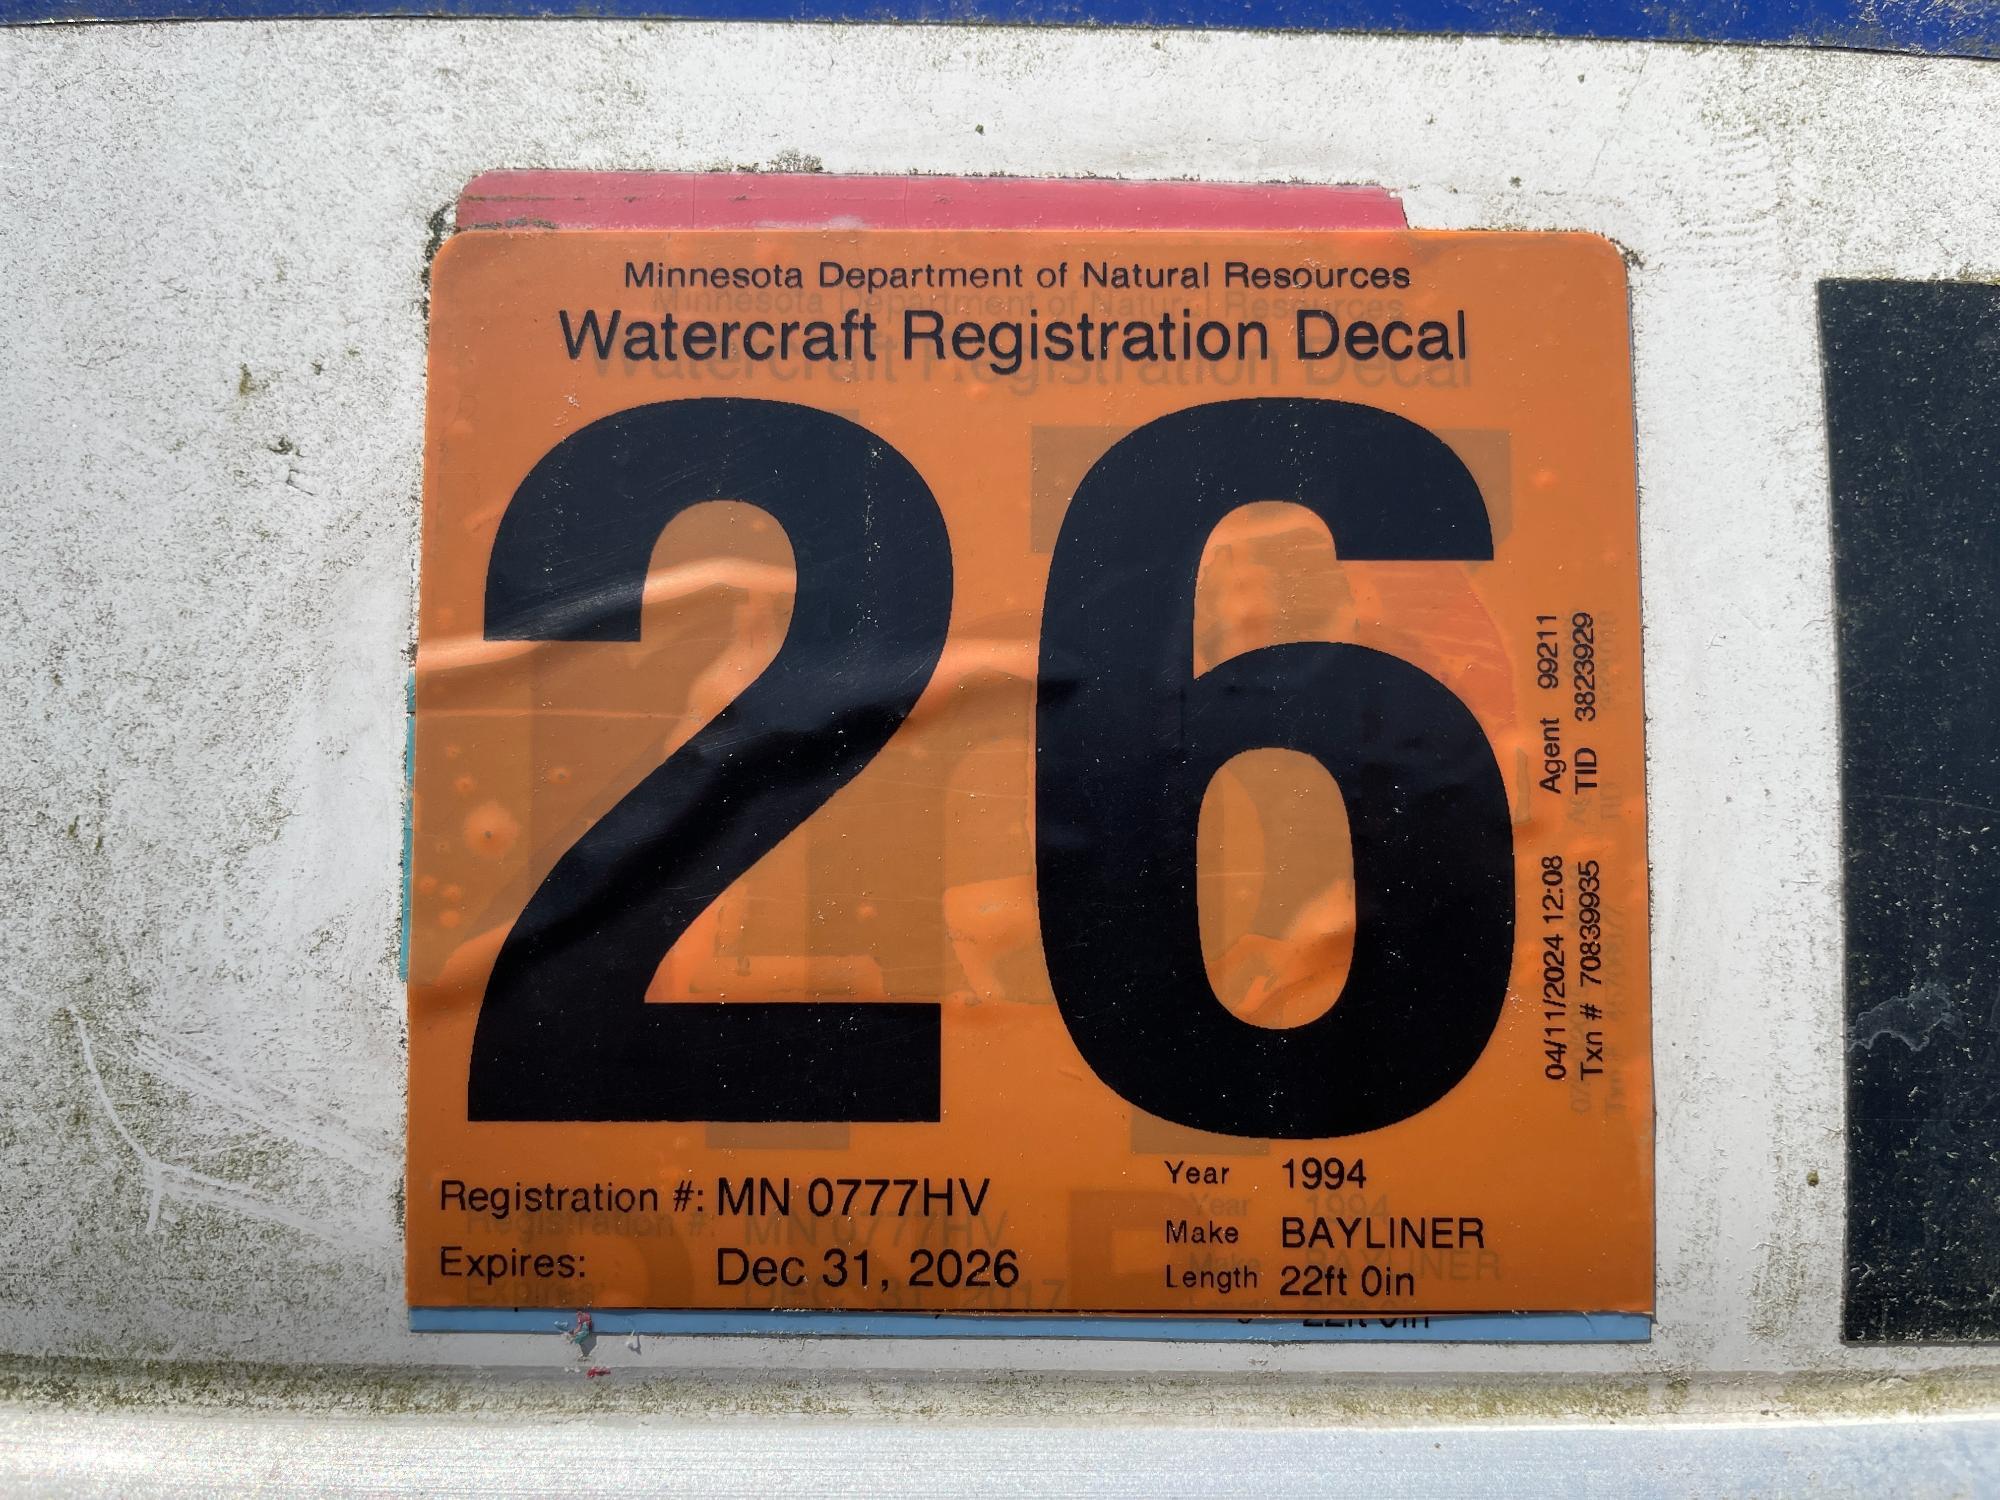 Minnesota Department of Natural Resources
Watercraft Registration Decal
26
Agent 99211
TID 3823929
04/11/2024 12:08
Txn # 70839935
Registration #: MN 0777HV
Expires: Dec 31, 2026
Year 1994
Make BAYLINER
Length 22ft 0in